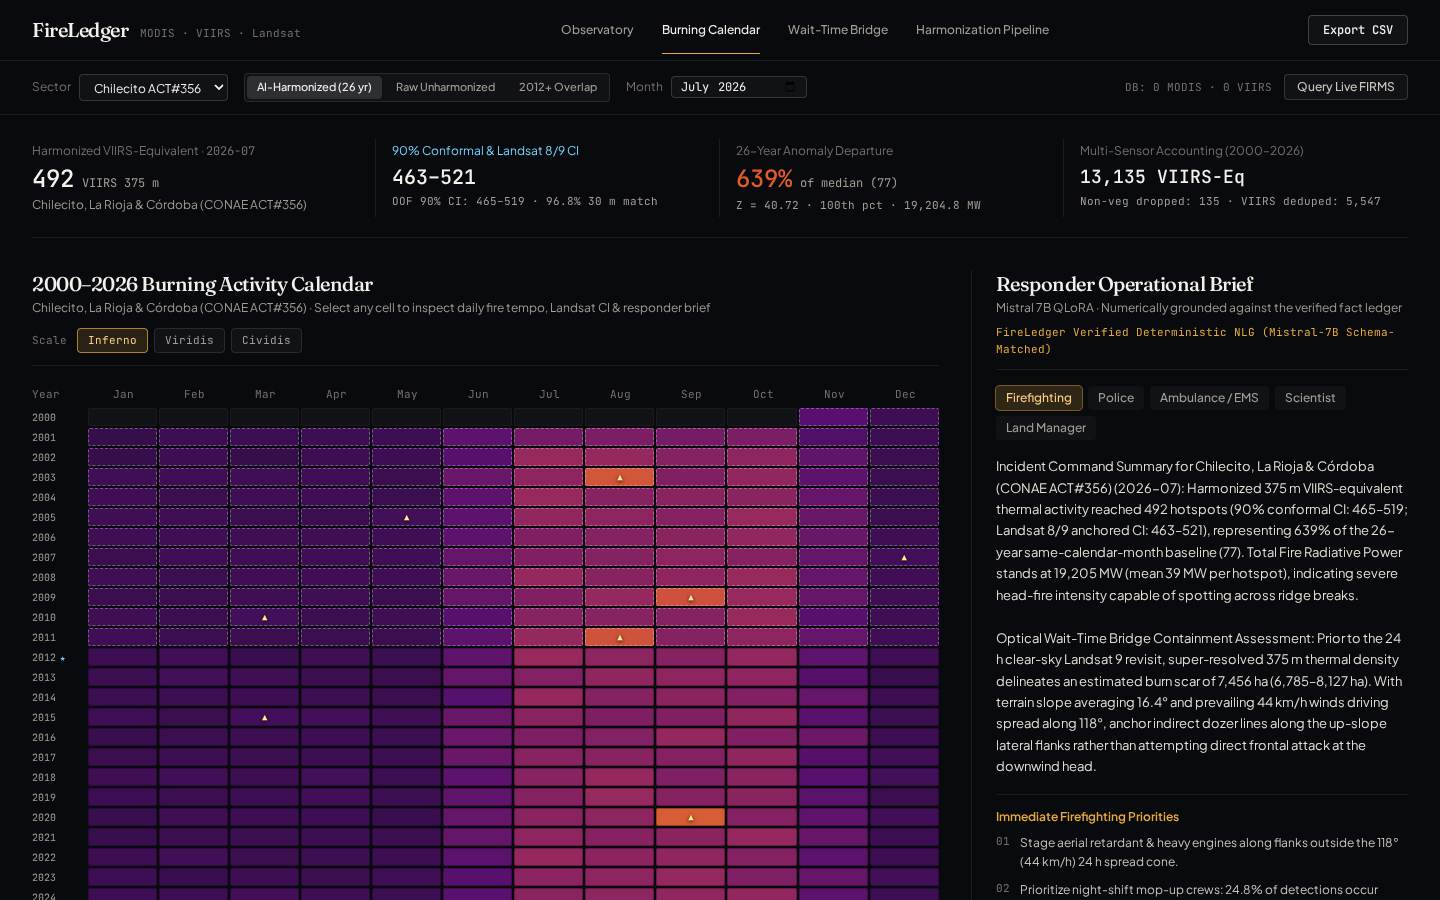 FireLedger MODIS · VIIRS · Landsat
Observatory
Burning Calendar
Wait-Time Bridge
Harmonization Pipeline
Export CSV
Sector
Chilecito ACT#356
AI-Harmonized (26 yr)
Raw Unharmonized
2012+ Overlap
Month
July 2026
DB: 0 MODIS · 0 VIIRS
Query Live FIRMS
Harmonized VIIRS-Equivalent · 2026-07
492 VIIRS 375 m
Chilecito, La Rioja & Córdoba (CONAE ACT#356)
90% Conformal & Landsat 8/9 CI
463–521
OOF 90% CI: 465–519 · 96.8% 30 m match
26-Year Anomaly Departure
639% of median (77)
Z = 40.72 · 100th pct · 19,204.8 MW
Multi-Sensor Accounting (2000–2026)
13,135 VIIRS-Eq
Non-veg dropped: 135 · VIIRS deduped: 5,547
2000–2026 Burning Activity Calendar
Chilecito, La Rioja & Córdoba (CONAE ACT#356) · Select any cell to inspect daily fire tempo, Landsat CI & responder brief
Scale
Inferno
Viridis
Cividis
Year Jan Feb Mar Apr May Jun Jul Aug Sep Oct Nov Dec
2000
2001
2002
2003 ▲
2004
2005 ▲
2006
2007 ▲
2008
2009 ▲
2010 ▲
2011 ▲
2012 ★
2013
2014
2015 ▲
2016
2017
2018
2019
2020 ▲
2021
2022
2023
2024
Responder Operational Brief
Mistral 7B QLoRA · Numerically grounded against the verified fact ledger
FireLedger Verified Deterministic NLG (Mistral-7B Schema-
Matched)
Firefighting
Police
Ambulance / EMS
Scientist
Land Manager
Incident Command Summary for Chilecito, La Rioja & Córdoba
(CONAE ACT#356) (2026-07): Harmonized 375 m VIIRS-equivalent
thermal activity reached 492 hotspots (90% conformal CI: 465–519;
Landsat 8/9 anchored CI: 463–521), representing 639% of the 26-
year same-calendar-month baseline (77). Total Fire Radiative Power
stands at 19,205 MW (mean 39 MW per hotspot), indicating severe
head-fire intensity capable of spotting across ridge breaks.
Optical Wait-Time Bridge Containment Assessment: Prior to the 24
h clear-sky Landsat 9 revisit, super-resolved 375 m thermal density
delineates an estimated burn scar of 7,456 ha (6,785–8,127 ha). With
terrain slope averaging 16.4° and prevailing 44 km/h winds driving
spread along 118°, anchor indirect dozer lines along the up-slope
lateral flanks rather than attempting direct frontal attack at the
downwind head.
Immediate Firefighting Priorities
01 Stage aerial retardant & heavy engines along flanks outside the 118°
(44 km/h) 24 h spread cone.
02 Prioritize night-shift mop-up crews: 24.8% of detections occur